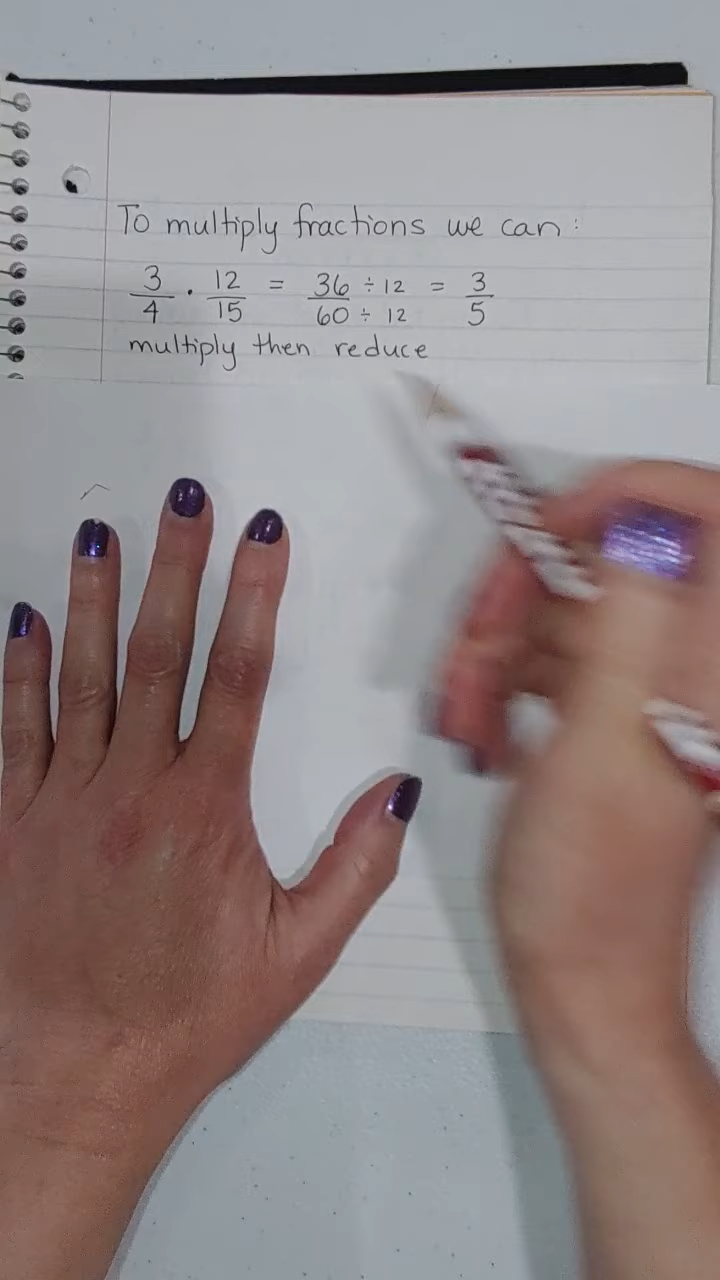 To multiply fractions we can:
3/4 · 12/15 = 36 ÷ 12/60 ÷ 12 = 3/5
multiply then reduce